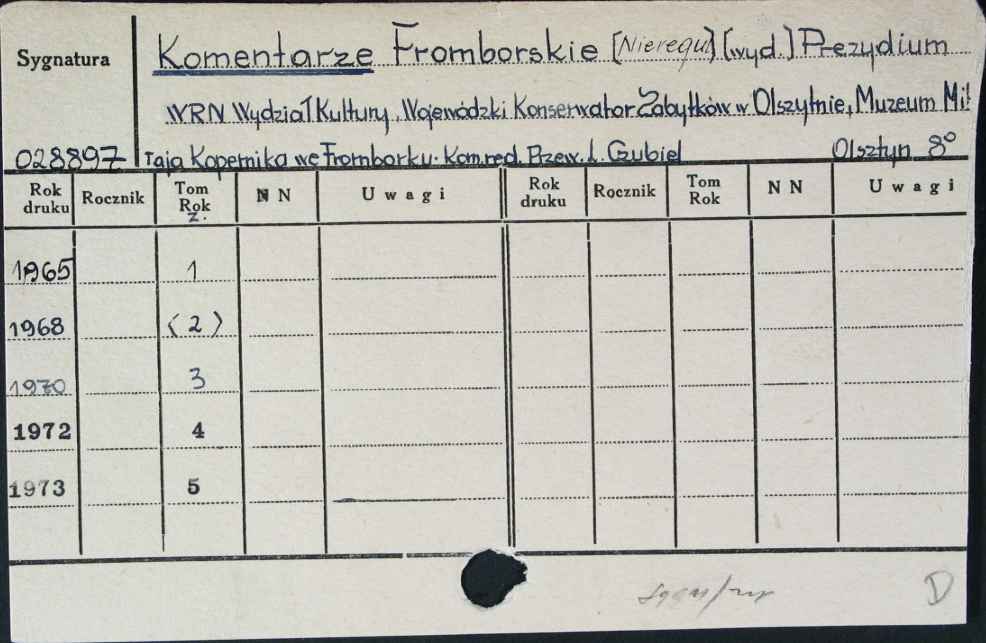 Sygnatura
Komentarze Fromborskie [Nieregul] [wyd.] Prezydium
WRN Wydział Kultury, Wojewódzki Konserwator Zabytków w Olsztynie, Muzeum Mi
028897 łaja Kopernika we Fromborku. Kom. red. Przew. L. Czubiel Olsztyn 8°
Rok druku Rocznik Tom Rok z. N N Uwagi Rok druku Rocznik Tom Rok N N Uwagi
1965 1
1968 (2)
1970 3
1972 4
1973 5
D